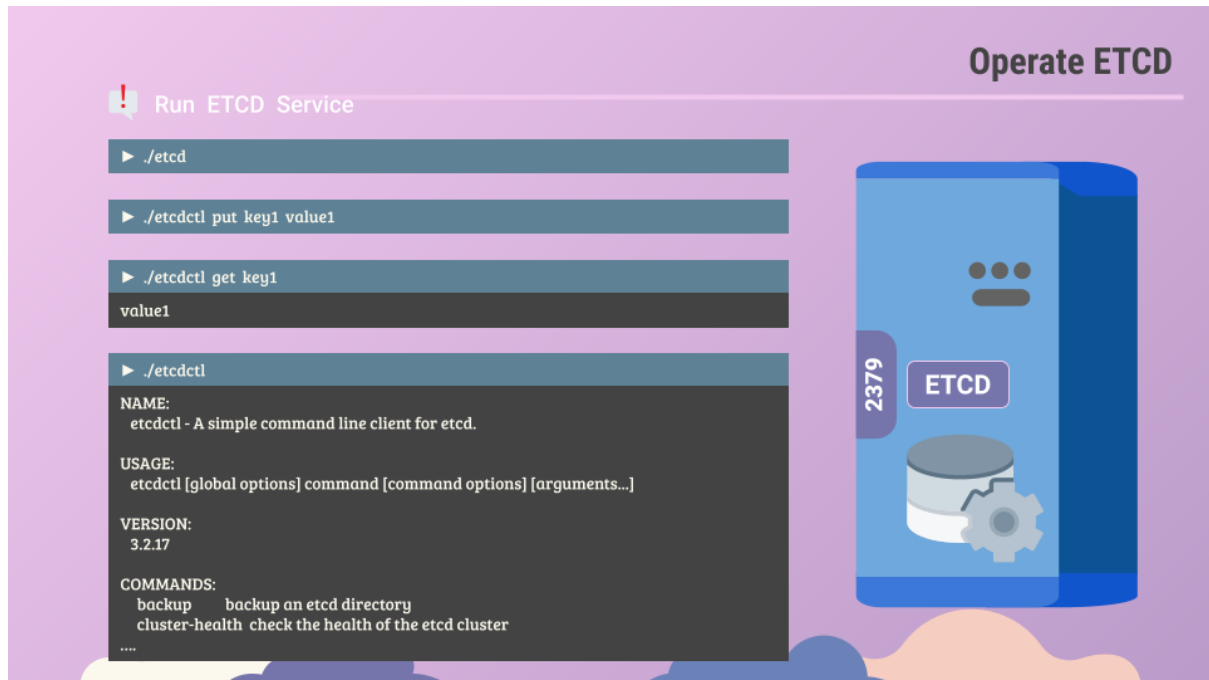 Operate ETCD
Run ETCD Service
► ./etcd
► ./etcdctl put key1 value1
► ./etcdctl get key1
value1
► ./etcdctl
NAME:
etcdctl - A simple command line client for etcd.
USAGE:
etcdctl [global options] command [command options] [arguments...]
VERSION:
3.2.17
COMMANDS:
backup backup an etcd directory
cluster-health check the health of the etcd cluster
....
2379
ETCD